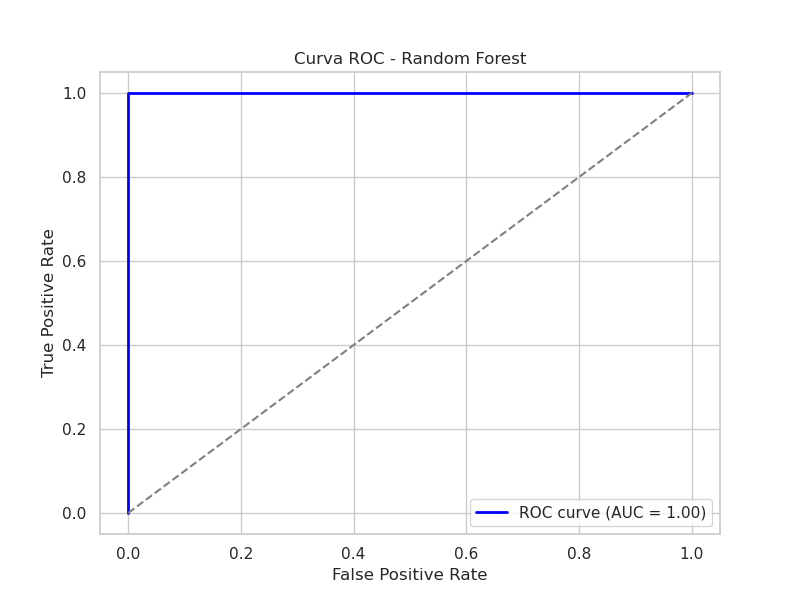 Curva ROC - Random Forest
True Positive Rate
1.0
0.8
0.6
0.4
0.2
0.0
ROC curve (AUC = 1.00)
0.0 0.2 0.4 0.6 0.8 1.0
False Positive Rate